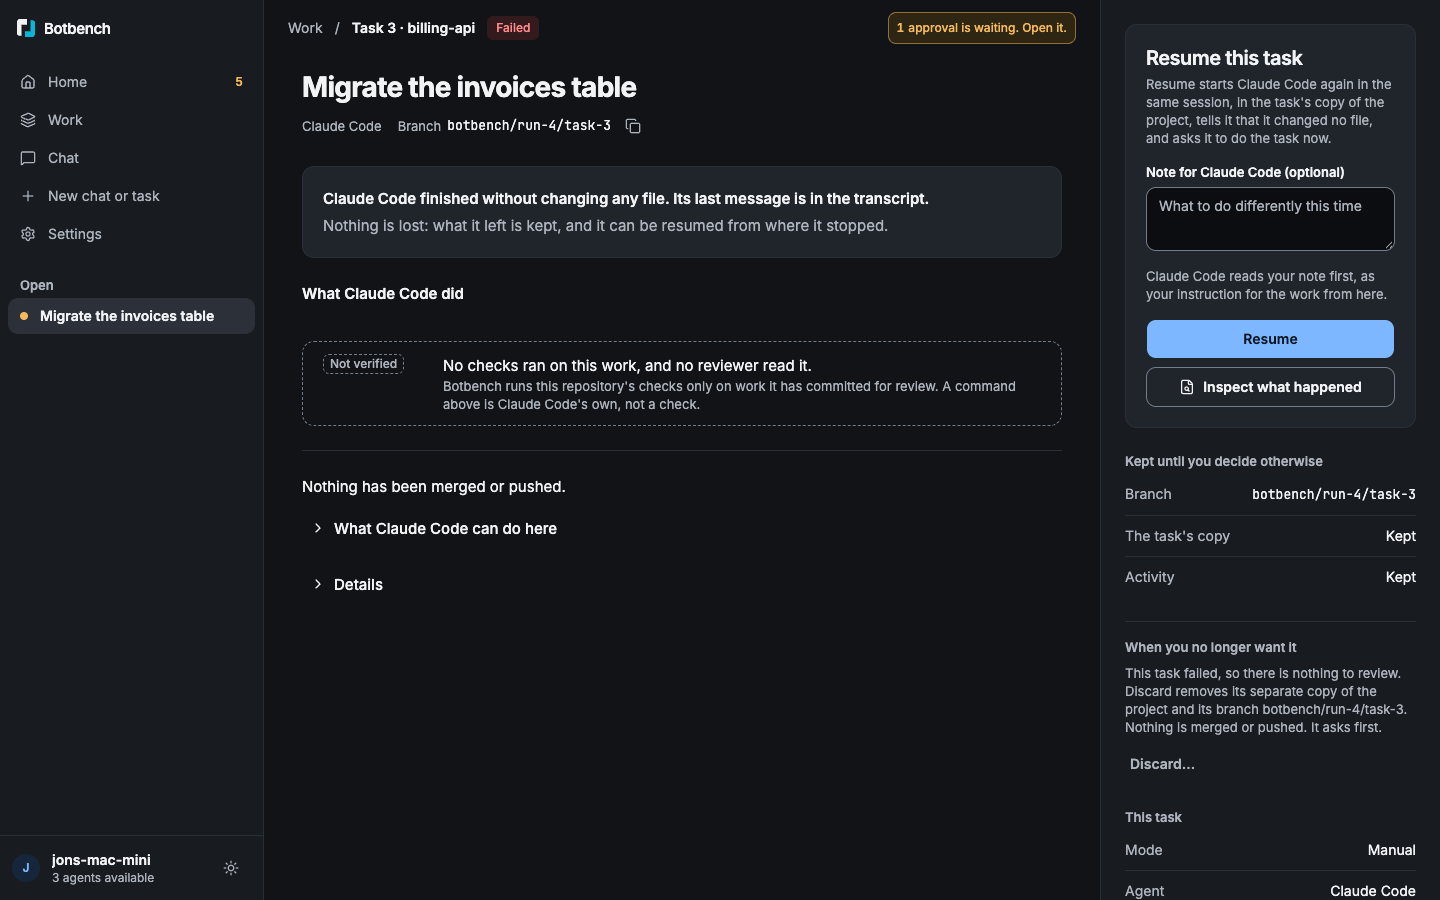 Botbench
Home 5
Work
Chat
New chat or task
Settings
Open
Migrate the invoices table
jons-mac-mini
J
3 agents available
Work / Task 3 · billing-api Failed
1 approval is waiting. Open it.
Migrate the invoices table
Claude Code Branch botbench/run-4/task-3
Claude Code finished without changing any file. Its last message is in the transcript.
Nothing is lost: what it left is kept, and it can be resumed from where it stopped.
What Claude Code did
Not verified
No checks ran on this work, and no reviewer read it.
Botbench runs this repository's checks only on work it has committed for review. A command
above is Claude Code's own, not a check.
Nothing has been merged or pushed.
What Claude Code can do here
Details
Resume this task
Resume starts Claude Code again in the
same session, in the task's copy of the
project, tells it that it changed no file,
and asks it to do the task now.
Note for Claude Code (optional)
What to do differently this time
Claude Code reads your note first, as
your instruction for the work from here.
Resume
Inspect what happened
Kept until you decide otherwise
Branch botbench/run-4/task-3
The task's copy Kept
Activity Kept
When you no longer want it
This task failed, so there is nothing to review.
Discard removes its separate copy of the
project and its branch botbench/run-4/task-3.
Nothing is merged or pushed. It asks first.
Discard...
This task
Mode Manual
Agent Claude Code